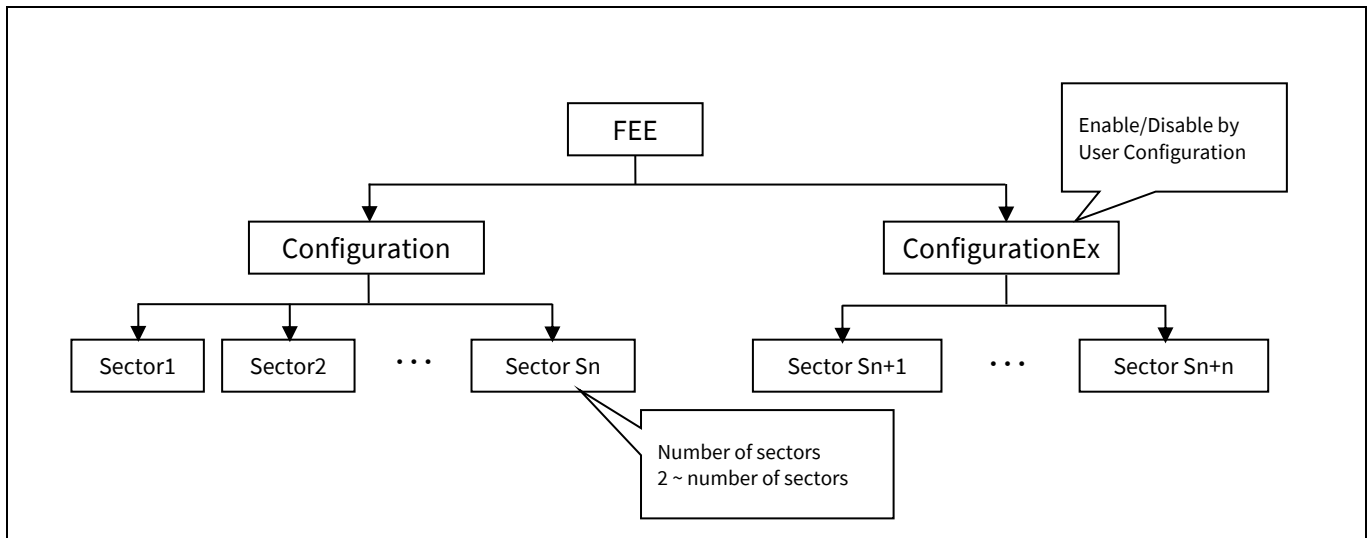 FEE
Enable/Disable by
User Configuration
Configuration
ConfigurationEx
Sector1
Sector2
···
Sector Sn
Sector Sn+1
···
Sector Sn+n
Number of sectors
2 ~ number of sectors